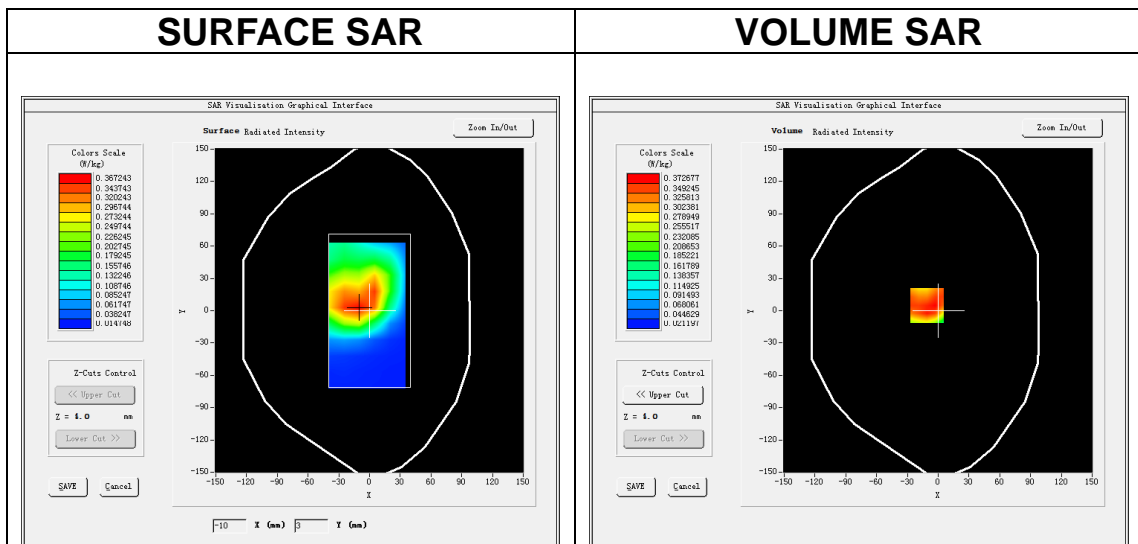 SURFACE SAR
VOLUME SAR
SAR Visualisation Graphical Interface
Surface Radiated Intensity
Zoom In/Out
Colors Scale
(W/kg)
0.367243
0.343743
0.320243
0.296744
0.273244
0.249744
0.226245
0.202745
0.179245
0.155746
0.132246
0.108746
0.085247
0.061747
0.038247
0.014748
Z-Cuts Control
<< Upper Cut
Z = 4.0 mm
Lower Cut >>
SAVE
Cancel
150
120
90
60
30
0
-30
-60
-90
-120
-150
Y
-150 -120 -90 -60 -30 0 30 60 90 120 150
X
-10 X (mm) 3 Y (mm)
SAR Visualisation Graphical Interface
Volume Radiated Intensity
Zoom In/Out
Colors Scale
(W/kg)
0.372677
0.349245
0.325813
0.302381
0.278949
0.255517
0.232085
0.208653
0.185221
0.161789
0.138357
0.114925
0.091493
0.068061
0.044629
0.021197
Z-Cuts Control
<< Upper Cut
Z = 4.0 mm
Lower Cut >>
SAVE
Cancel
150
120
90
60
30
0
-30
-60
-90
-120
-150
Y
-150 -120 -90 -60 -30 0 30 60 90 120 150
X